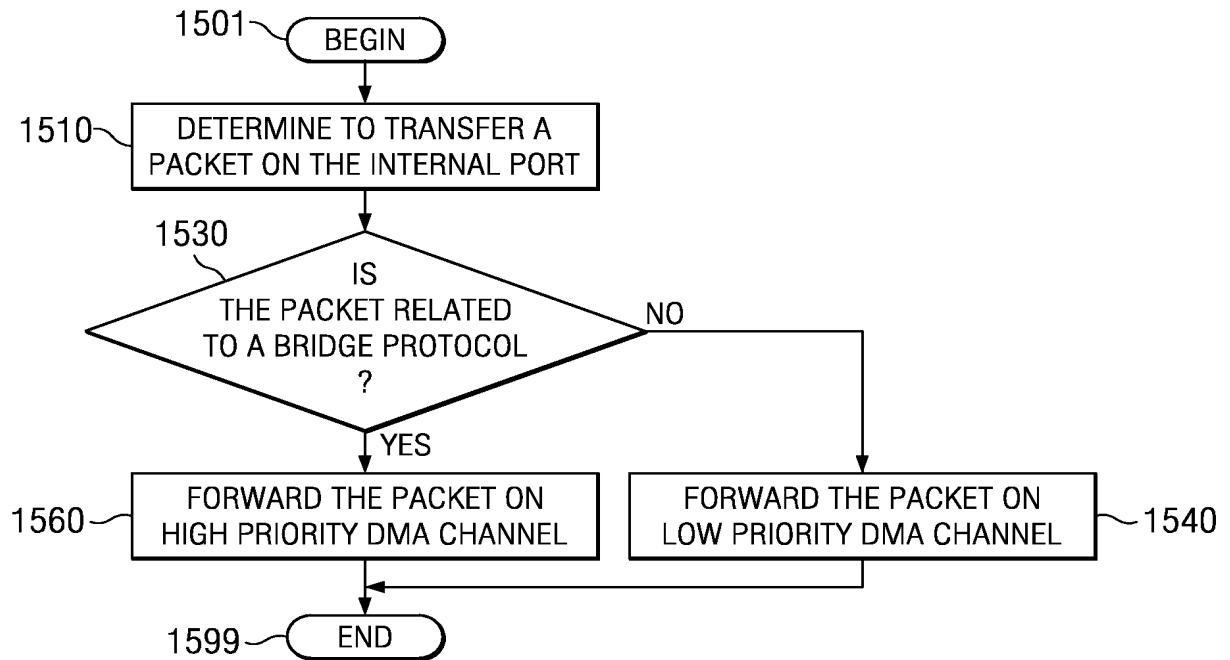 1501
BEGIN
1510
DETERMINE TO TRANSFER A
PACKET ON THE INTERNAL PORT
1530
IS
THE PACKET RELATED
TO A BRIDGE PROTOCOL
?
NO
YES
1560
FORWARD THE PACKET ON
HIGH PRIORITY DMA CHANNEL
FORWARD THE PACKET ON
LOW PRIORITY DMA CHANNEL
1540
1599
END